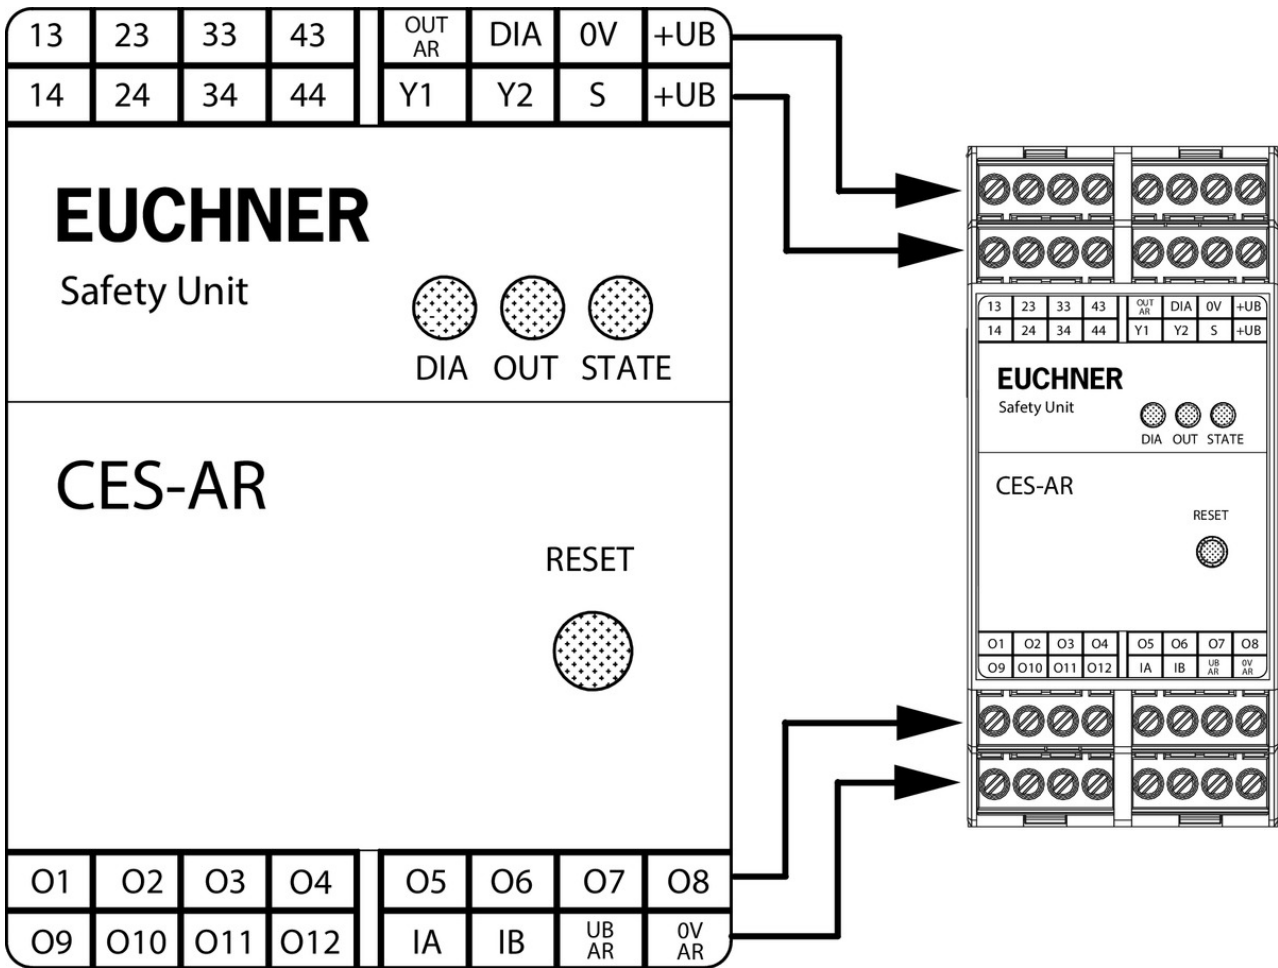 13 23 33 43 OUT AR DIA 0V +UB
14 24 34 44 Y1 Y2 S +UB
EUCHNER
Safety Unit
DIA OUT STATE
CES-AR
RESET
O1 O2 O3 O4 O5 O6 O7 O8
O9 O10 O11 O12 IA IB UB AR 0V AR
13 23 33 43 OUT AR DIA 0V +UB
14 24 34 44 Y1 Y2 S +UB
EUCHNER
Safety Unit
DIA OUT STATE
CES-AR
RESET
O1 O2 O3 O4 O5 O6 O7 O8
O9 O10 O11 O12 IA IB UB AR 0V AR